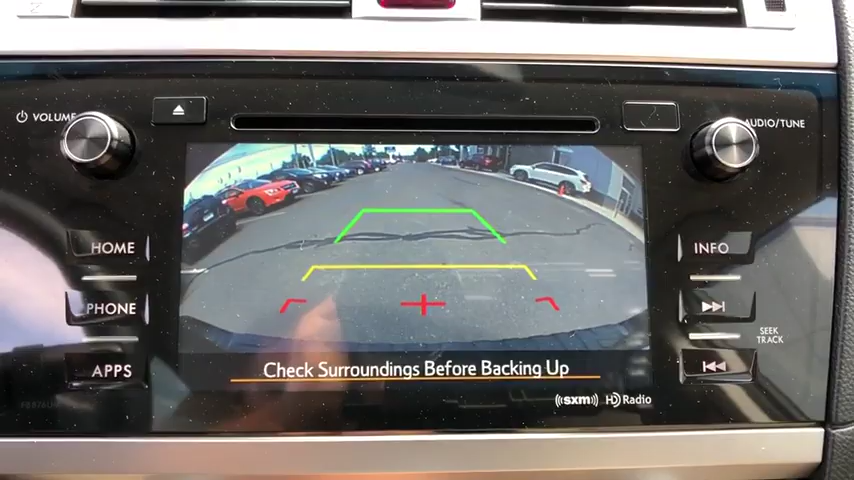 VOLUME
AUDIO/TUNE
HOME
INFO
PHONE
SEEK
TRACK
APPS
Check Surroundings Before Backing Up
((sxm)) HD Radio